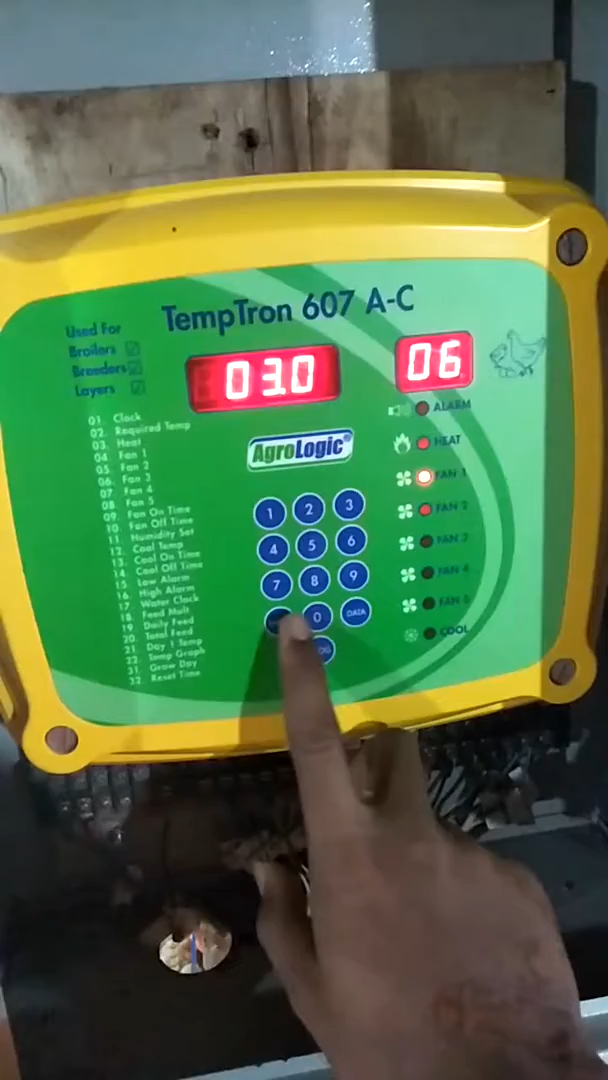 TempTron 607 A-C
Used For
Broilers
Breeders
Layers
03.0
06
01. Clock
02. Required Temp
03. Heat
04 Fan 1
05. Fan 2
06. Fan 3
07. Fan 4
08. Fan 5
09. Fan On Time
10. Fan Off Time
11. Humidity Set
12. Cool Temp
13. Cool On Time
14. Cool Off Time
15. Low Alarm
16. High Alarm
17. Water Clock
18. Feed Mult.
19. Daily Feed
20. Total Feed
21. Day 1 Temp
22. Temp Graph
31. Grow Day
32. Reset Time
AgroLogic®
1 2 3
4 5 6
7 8 9
0 DATA
ALARM
HEAT
FAN 1
FAN 2
FAN 3
FAN 4
FAN 5
COOL